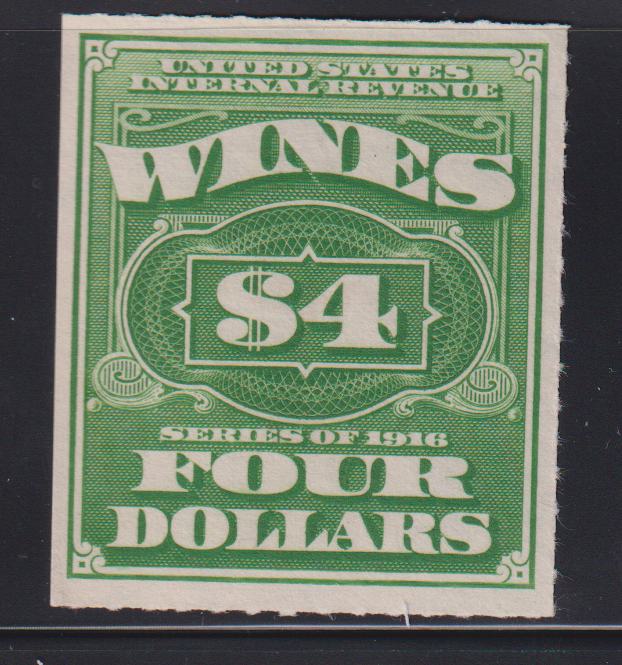 UNITED STATES
INTERNAL REVENUE
WINES
$4
SERIES OF 1916
FOUR
DOLLARS